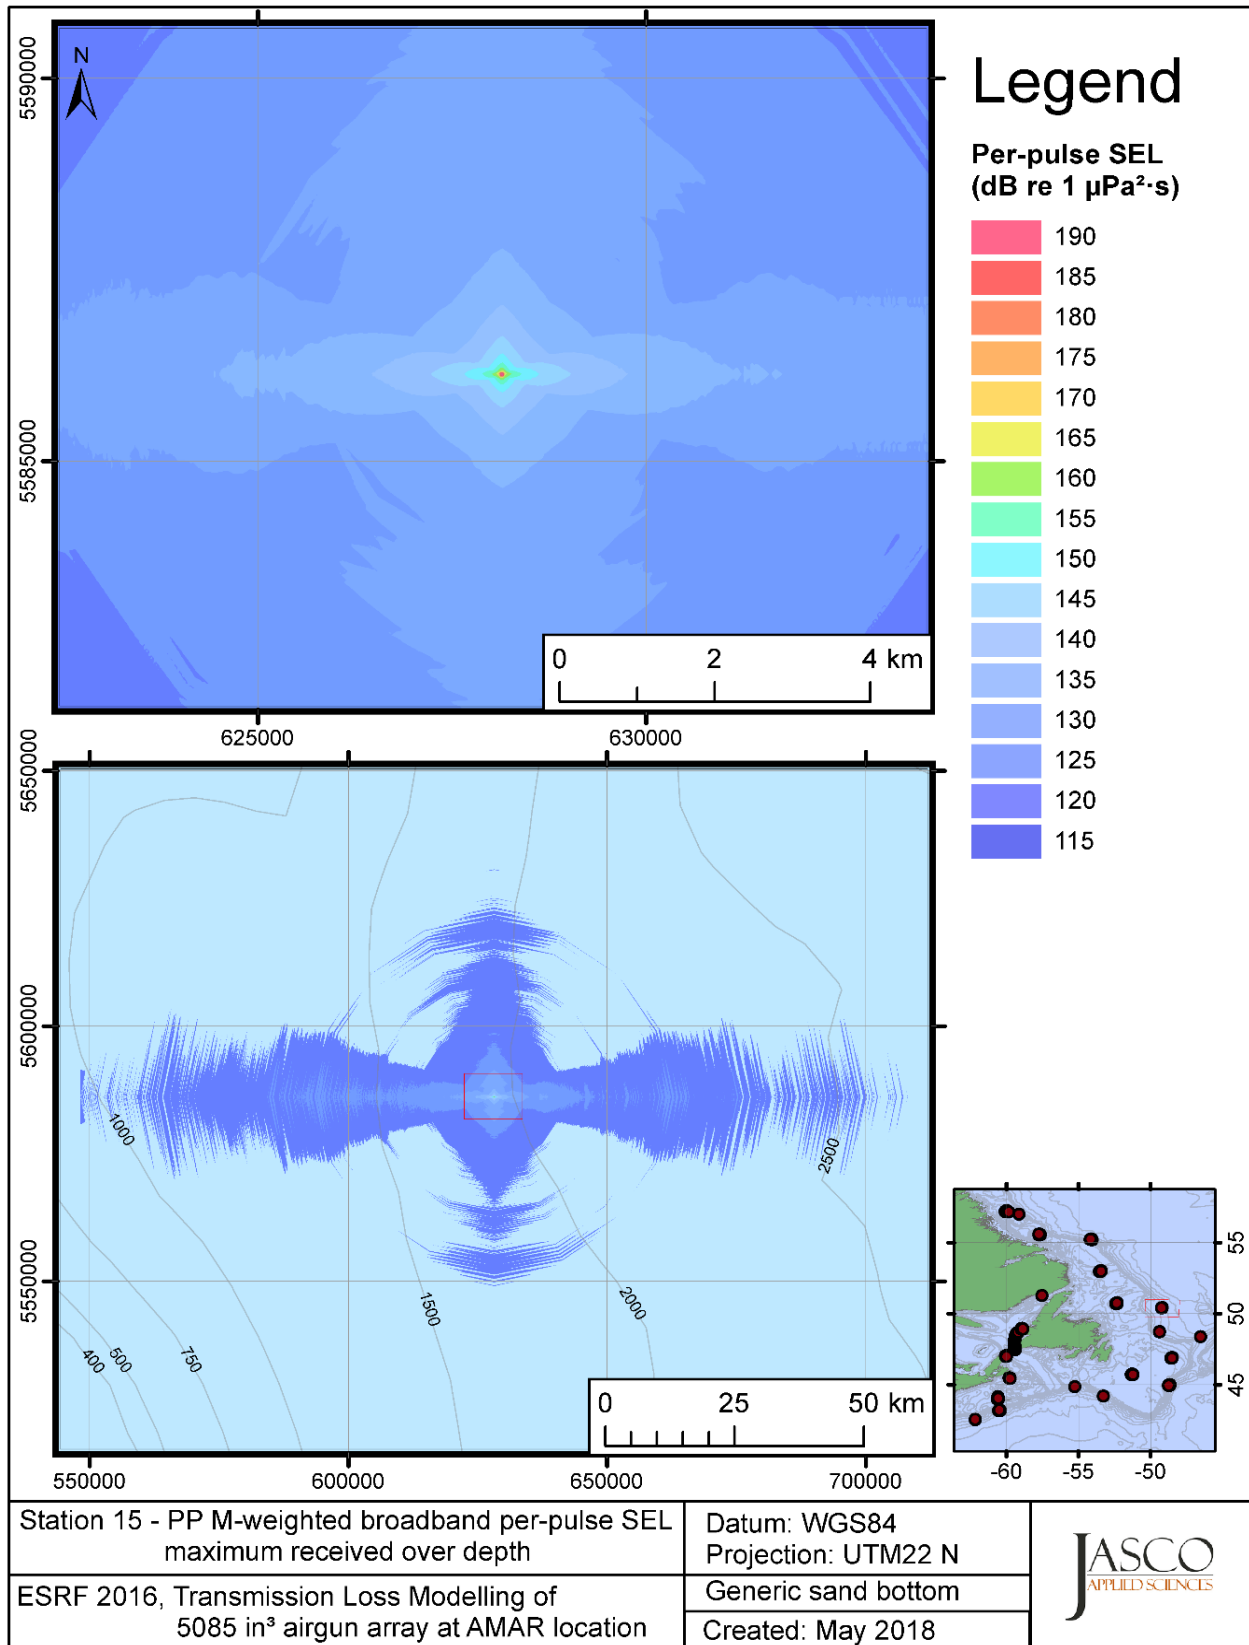 N
5590000
5585000
0 2 4 km
625000 630000
Legend
Per-pulse SEL
(dB re 1 µPa²·s)
190
185
180
175
170
165
160
155
150
145
140
135
130
125
120
115
5650000
5600000
5550000
1000
2500
1500
2000
750
500
400
0 25 50 km
550000 600000 650000 700000
55
50
45
-60 -55 -50
Station 15 - PP M-weighted broadband per-pulse SEL
maximum received over depth
ESRF 2016, Transmission Loss Modelling of
5085 in³ airgun array at AMAR location
Datum: WGS84
Projection: UTM22 N
Generic sand bottom
Created: May 2018
JASCO
APPLIED SCIENCES